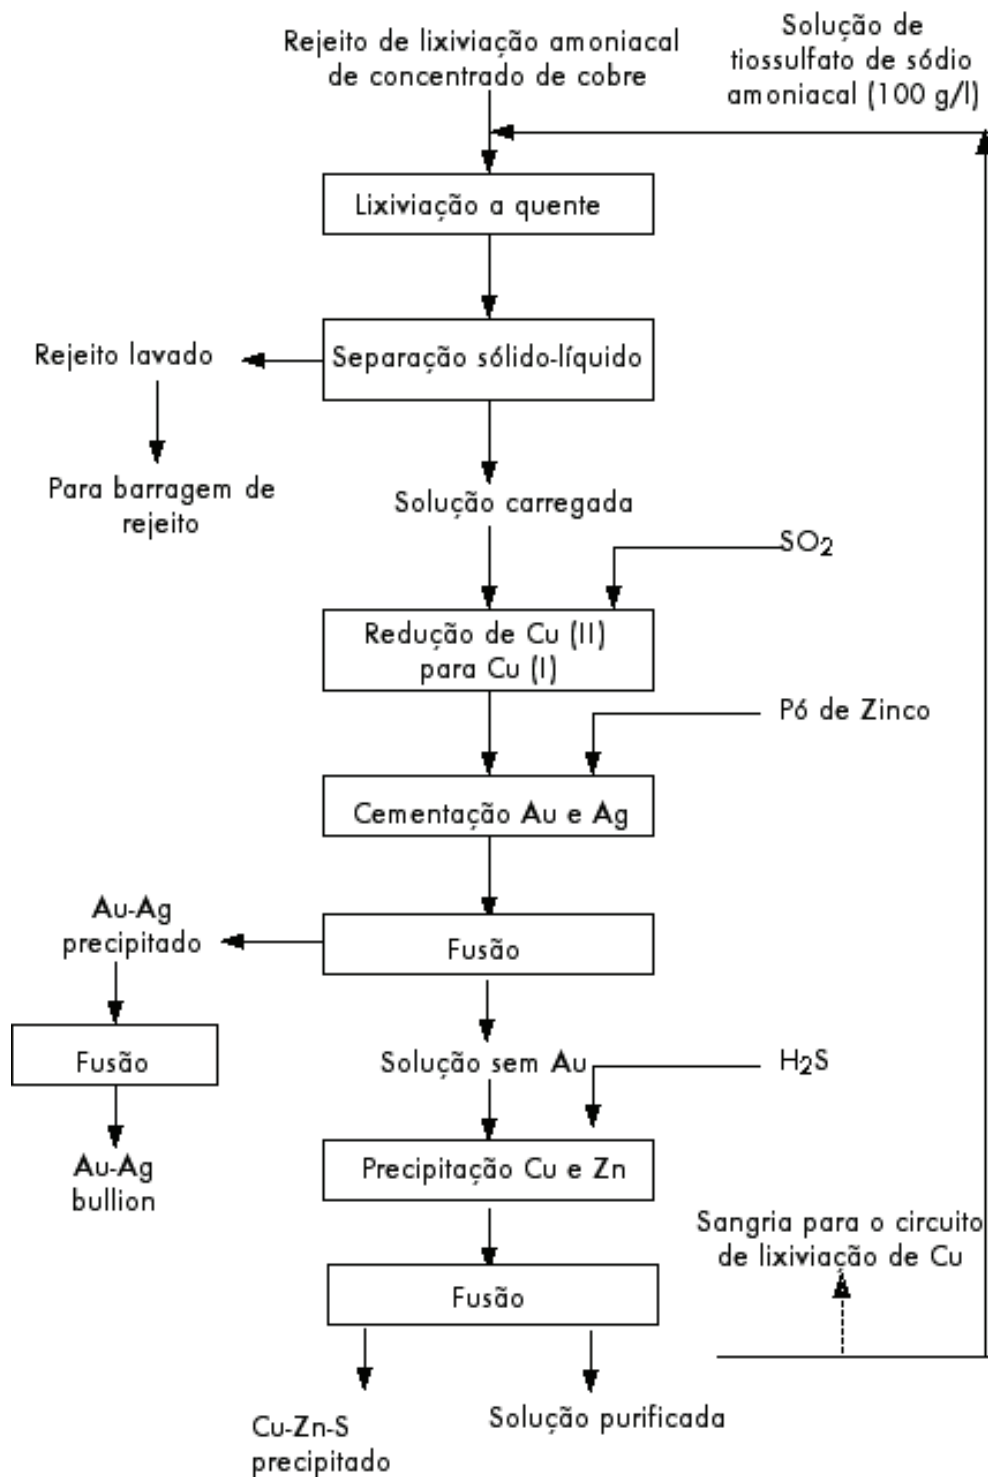 Rejeito de lixiviação amoniacal
de concentrado de cobre
Solução de
tiossulfato de sódio
amoniacal (100 g/l)
Lixiviação a quente
Rejeito lavado
Separação sólido-líquido
Para barragem de
rejeito
Solução carregada
SO2
Redução de Cu (II)
para Cu (I)
Pó de Zinco
Cementação Au e Ag
Au-Ag
precipitado
Fusão
Fusão
Solução sem Au
H2S
Au-Ag
bullion
Precipitação Cu e Zn
Sangria para o circuito
de lixiviação de Cu
Fusão
Cu-Zn-S
precipitado
Solução purificada